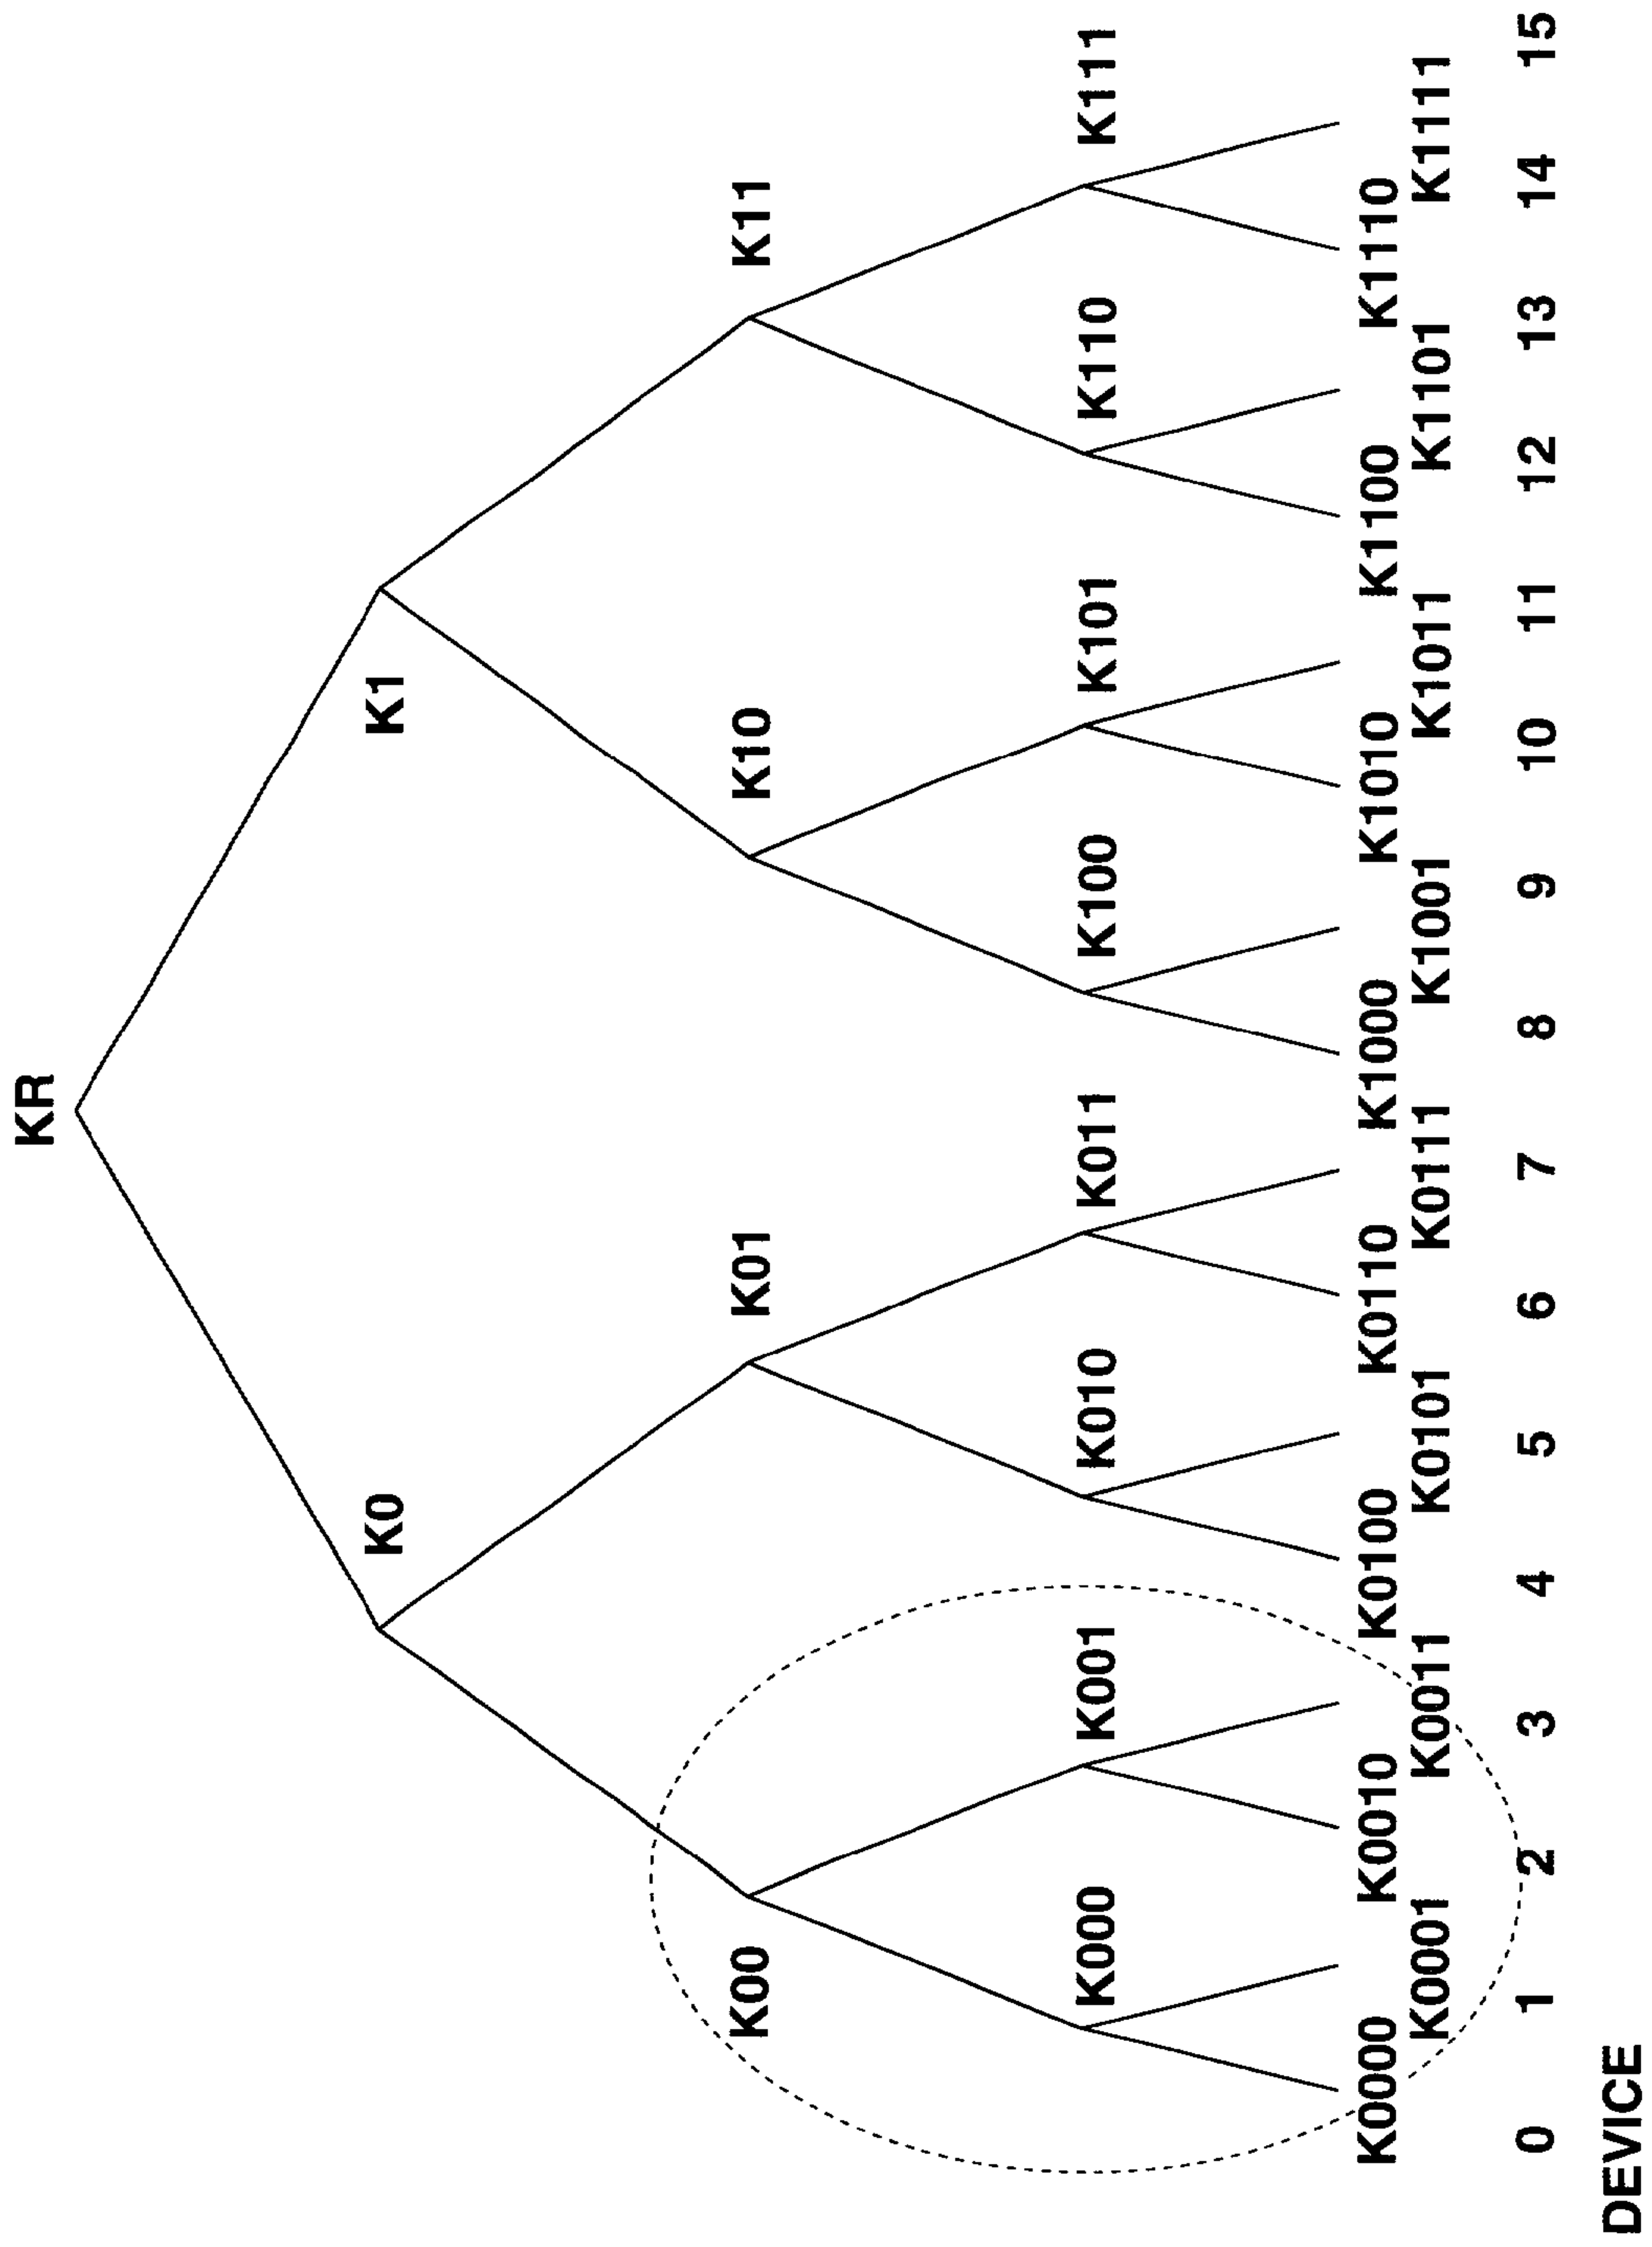 KR
K0 K1
K00 K01 K10 K11
K000 K001 K010 K011 K100 K101 K110 K111
K0000 K0010 K0100 K0110 K1000 K1010 K1100 K1110
K0001 K0011 K0101 K0111 K1001 K1011 K1101 K1111
0 1 2 3 4 5 6 7 8 9 10 11 12 13 14 15
DEVICE